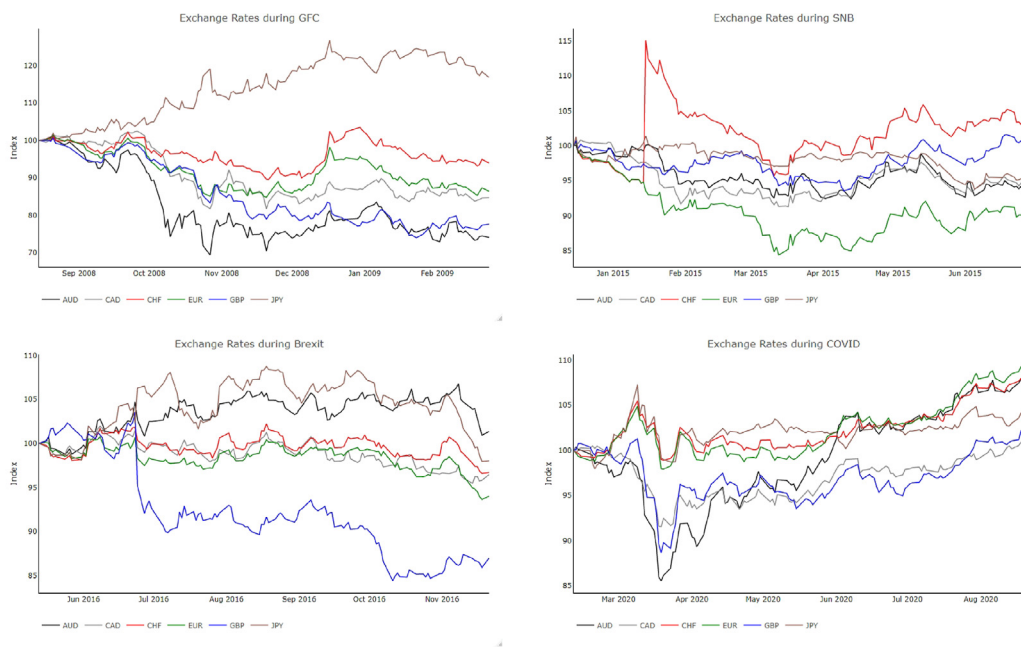 Exchange Rates during GFC
Index
120
110
100
90
80
70
Sep 2008 Oct 2008 Nov 2008 Dec 2008 Jan 2009 Feb 2009
AUD CAD CHF EUR GBP JPY
Exchange Rates during SNB
Index
115
110
105
100
95
90
85
Jan 2015 Feb 2015 Mar 2015 Apr 2015 May 2015 Jun 2015
AUD CAD CHF EUR GBP JPY
Exchange Rates during Brexit
Index
110
105
100
95
90
85
Jun 2016 Jul 2016 Aug 2016 Sep 2016 Oct 2016 Nov 2016
AUD CAD CHF EUR GBP JPY
Exchange Rates during COVID
Index
110
105
100
95
90
85
Mar 2020 Apr 2020 May 2020 Jun 2020 Jul 2020 Aug 2020
AUD CAD CHF EUR GBP JPY